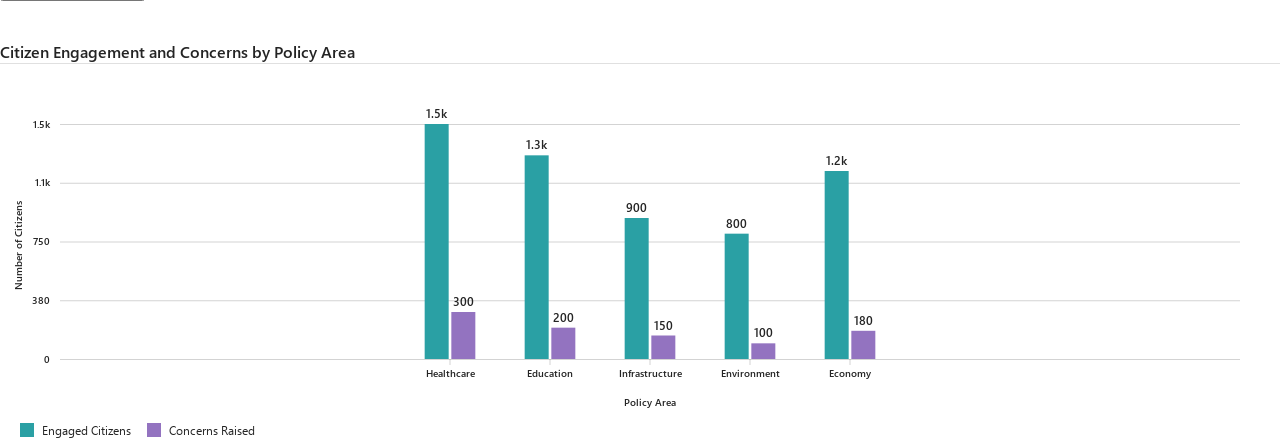 Citizen Engagement and Concerns by Policy Area
1.5k
1.3k
1.2k
900
800
300
200
150
100
180
1.5k
1.1k
750
380
0
Number of Citizens
Healthcare
Education
Infrastructure
Environment
Economy
Policy Area
Engaged Citizens
Concerns Raised